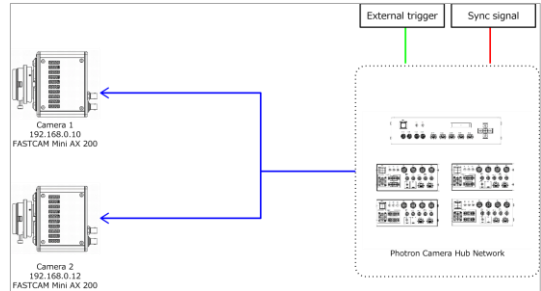 External trigger
Sync signal
Camera 1
192.168.0.10
FASTCAM Mini AX 200
Camera 2
192.168.0.12
FASTCAM Mini AX 200
Photron Camera Hub Network